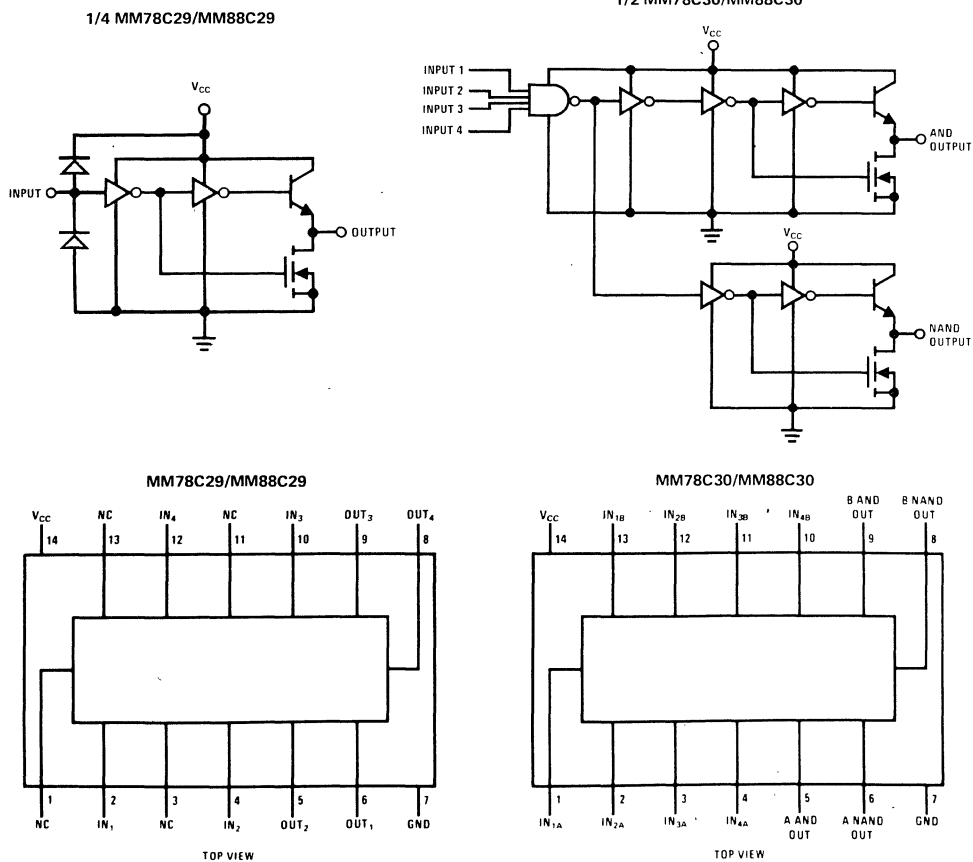 1/4 MM78C29/MM88C29
1/2 MM78C30/MM88C30
VCC
INPUT
OUTPUT
VCC
INPUT 1
INPUT 2
INPUT 3
INPUT 4
AND
OUTPUT
VCC
NAND
OUTPUT
MM78C29/MM88C29
VCC NC IN4 NC IN3 OUT3 OUT4
14 13 12 11 10 9 8
1 2 3 4 5 6 7
NC IN1 NC IN2 OUT2 OUT1 GND
TOP VIEW
MM78C30/MM88C30
B AND B NAND
VCC IN1B IN2B IN3B IN4B OUT OUT
14 13 12 11 10 9 8
1 2 3 4 5 6 7
IN1A IN2A IN3A IN4A A AND A NAND GND
OUT OUT
TOP VIEW